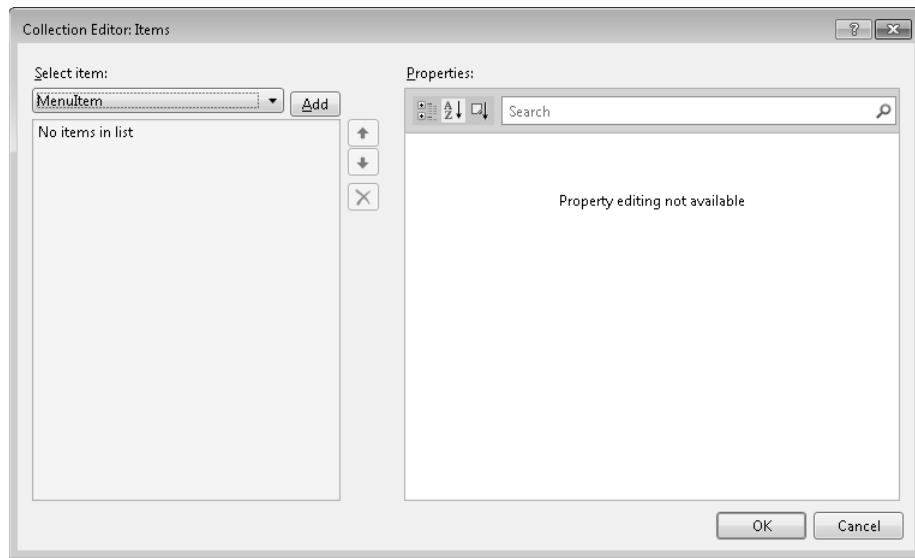 Collection Editor: Items
Select item:
MenuItem
Add
No items in list
Properties:
Search
Property editing not available
OK
Cancel